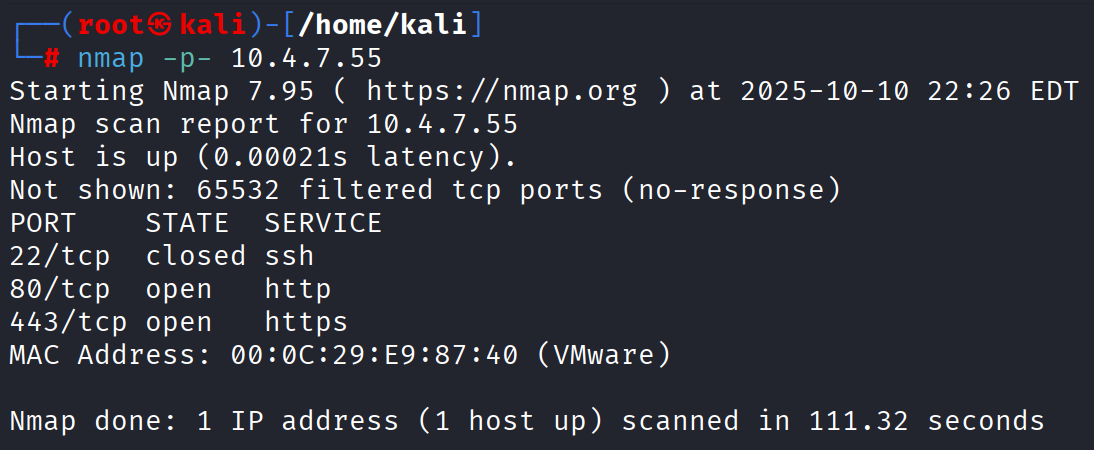 ┌──(root㉿kali)-[/home/kali]
└─# nmap -p- 10.4.7.55
Starting Nmap 7.95 ( https://nmap.org ) at 2025-10-10 22:26 EDT
Nmap scan report for 10.4.7.55
Host is up (0.00021s latency).
Not shown: 65532 filtered tcp ports (no-response)
PORT    STATE  SERVICE
22/tcp  closed ssh
80/tcp  open   http
443/tcp open   https
MAC Address: 00:0C:29:E9:87:40 (VMware)
Nmap done: 1 IP address (1 host up) scanned in 111.32 seconds